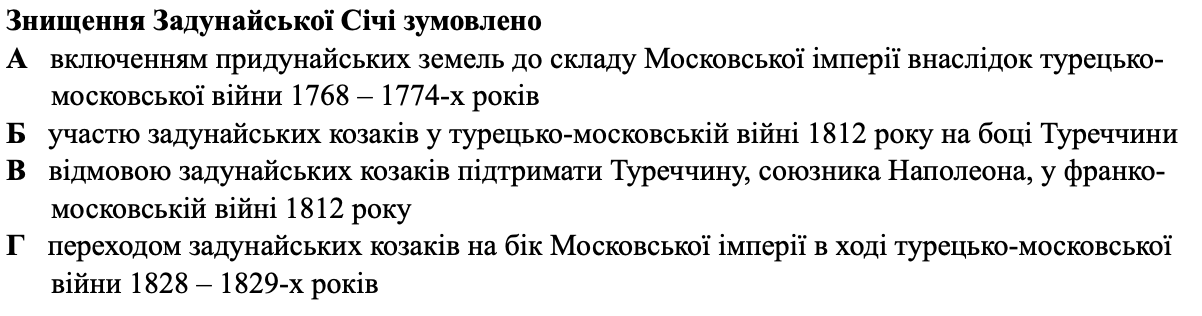 Знищення Задунайської Січі зумовлено
А включенням придунайських земель до складу Московської імперії внаслідок турецько-
московської війни 1768 – 1774-х років
Б участю задунайських козаків у турецько-московській війні 1812 року на боці Туреччини
В відмовою задунайських козаків підтримати Туреччину, союзника Наполеона, у франко-
московській війні 1812 року
Г переходом задунайських козаків на бік Московської імперії в ході турецько-московської
війни 1828 – 1829-х років